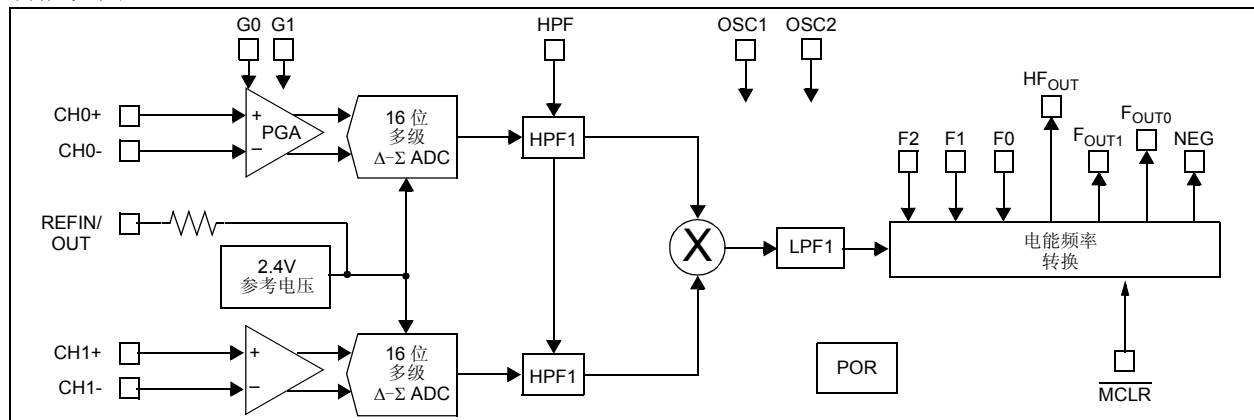 G0 G1
HPF
OSC1 OSC2
HFOUT
FOUT1
FOUT0
NEG
F2 F1 F0
CH0+
CH0-
+
−
PGA
16 位
多级
Δ−Σ ADC
HPF1
REFIN/
OUT
2.4V
参考电压
X
LPF1
电能频率
转换
CH1+
CH1-
+
−
16 位
多级
Δ−Σ ADC
HPF1
POR
MCLR